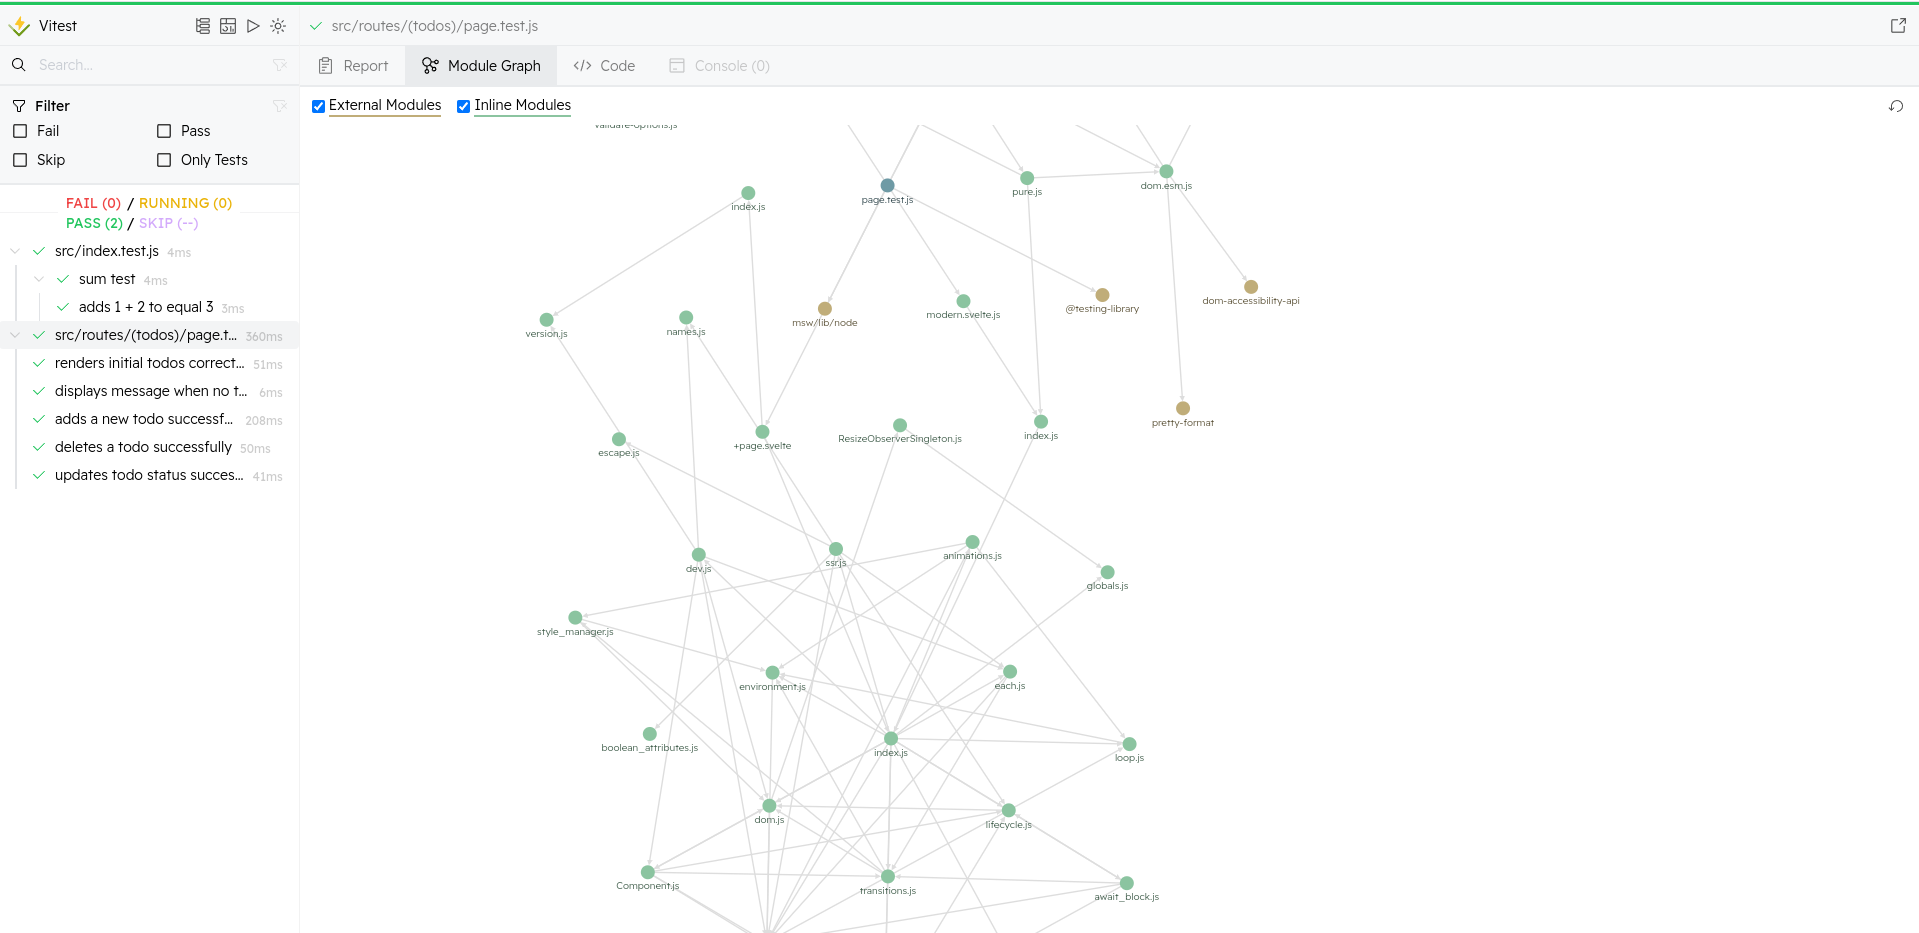 Vitest
src/routes/(todos)/page.test.js
Search...
Report
Module Graph
Code
Console (0)
Filter
Fail
Pass
Skip
Only Tests
External Modules
Inline Modules
FAIL (0) / RUNNING (0)
PASS (2) / SKIP (--)
src/index.test.js 4ms
sum test 4ms
adds 1 + 2 to equal 3 3ms
src/routes/(todos)/page.t... 360ms
renders initial todos correct... 51ms
displays message when no t... 6ms
adds a new todo successf... 208ms
deletes a todo successfully 50ms
updates todo status succes... 41ms
validate-options.js
pure.js
dom.esm.js
index.js
page.test.js
dom-accessibility-api
version.js
names.js
msw/lib/node
modern.svelte.js
@testing-library
pretty-format
escape.js
+page.svelte
ResizeObserverSingleton.js
index.js
dev.js
ssr.js
animations.js
globals.js
style_manager.js
environment.js
each.js
boolean_attributes.js
index.js
loop.js
dom.js
lifecycle.js
Component.js
transitions.js
await_block.js